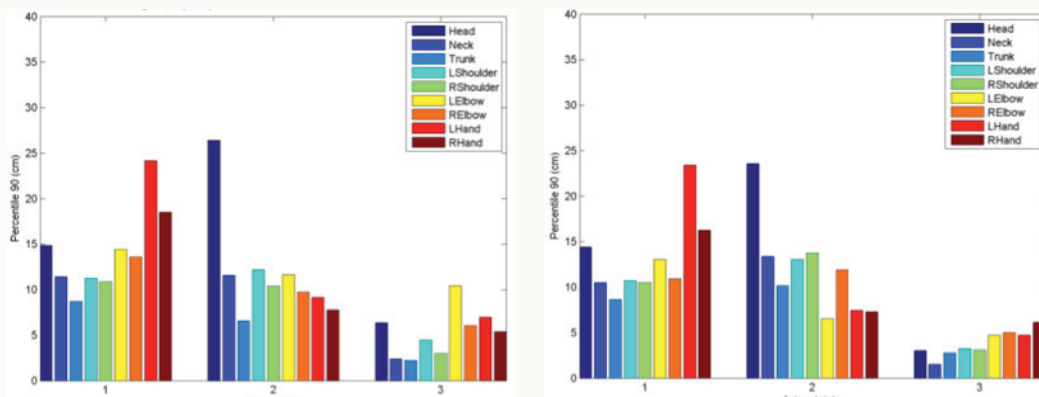 40
35
30
25
20
15
10
5
0
Percentile 90 (cm)
1
2
3
Head
Neck
Trunk
LShoulder
RShoulder
LElbow
RElbow
LHand
RHand
40
35
30
25
20
15
10
5
0
Percentile 90 (cm)
1
2
3
Head
Neck
Trunk
LShoulder
RShoulder
LElbow
RElbow
LHand
RHand